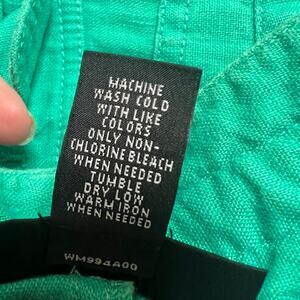 MACHINE
WASH COLD
WITH LIKE
COLORS
ONLY NON-
CHLORINE BLEACH
WHEN NEEDED
TUMBLE
DRY LOW
WARM IRON
WHEN NEEDED
WM994A00